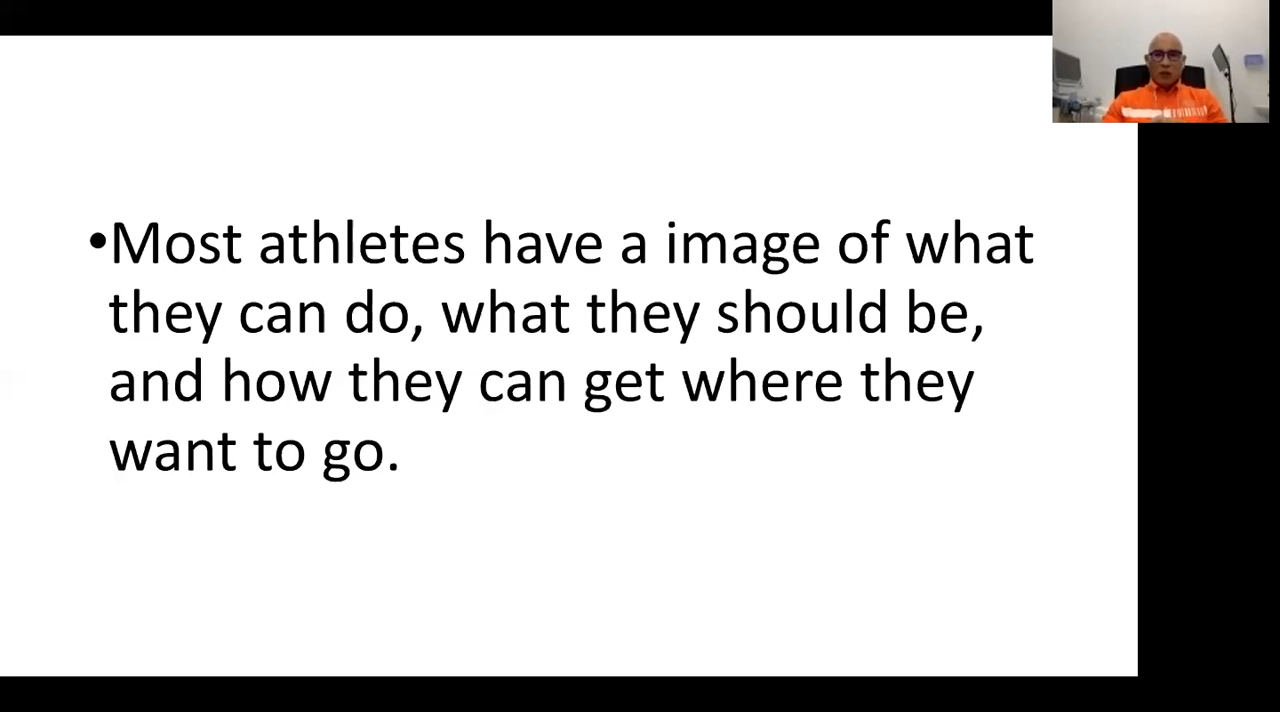 •Most athletes have a image of what
they can do, what they should be,
and how they can get where they
want to go.